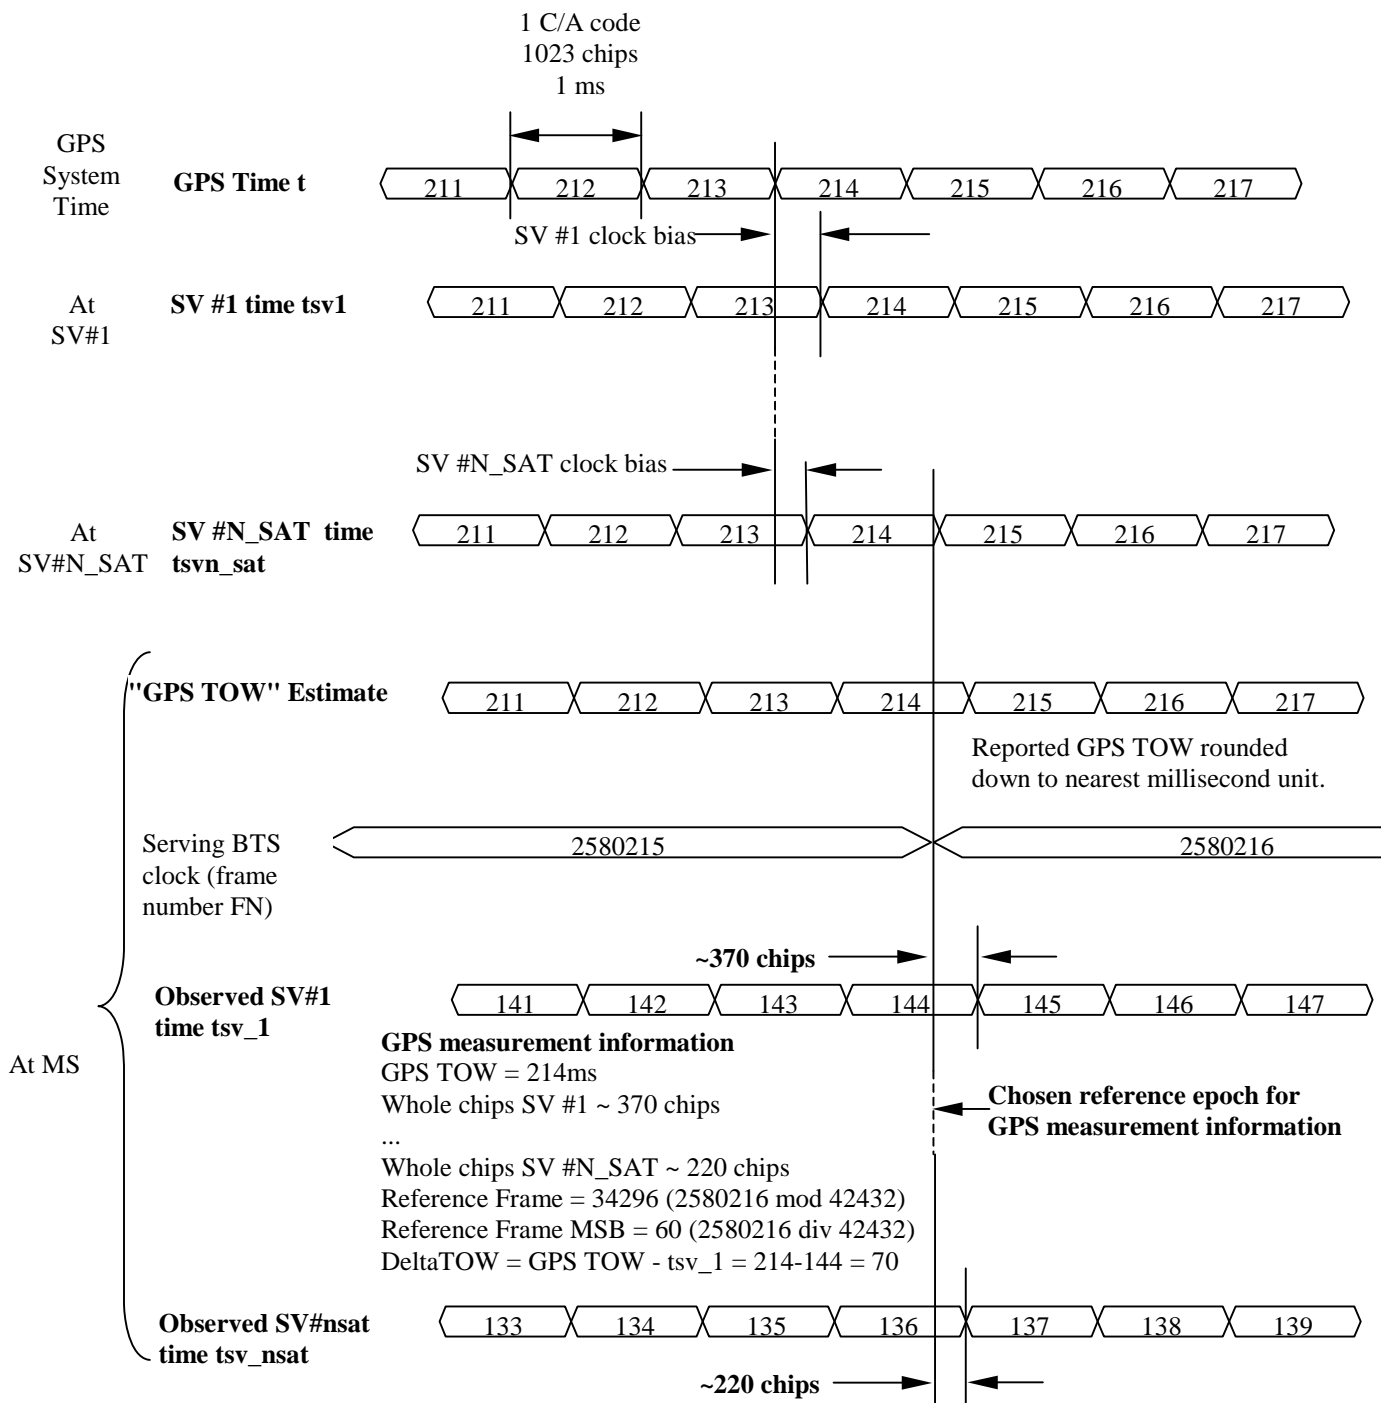 1 C/A code
1023 chips
1 ms
GPS
System
Time
GPS Time t
211 212 213 214 215 216 217
SV #1 clock bias
At
SV#1
SV #1 time tsv1
211 212 213 214 215 216 217
SV #N_SAT clock bias
At
SV#N_SAT
SV #N_SAT time
tsvn_sat
211 212 213 214 215 216 217
"GPS TOW" Estimate
211 212 213 214 215 216 217
Reported GPS TOW rounded
down to nearest millisecond unit.
Serving BTS
clock (frame
number FN)
2580215 2580216
~370 chips
Observed SV#1
time tsv_1
141 142 143 144 145 146 147
At MS
GPS measurement information
GPS TOW = 214ms
Whole chips SV #1 ~ 370 chips
...
Whole chips SV #N_SAT ~ 220 chips
Reference Frame = 34296 (2580216 mod 42432)
Reference Frame MSB = 60 (2580216 div 42432)
DeltaTOW = GPS TOW - tsv_1 = 214-144 = 70
Chosen reference epoch for
GPS measurement information
Observed SV#nsat
time tsv_nsat
133 134 135 136 137 138 139
~220 chips